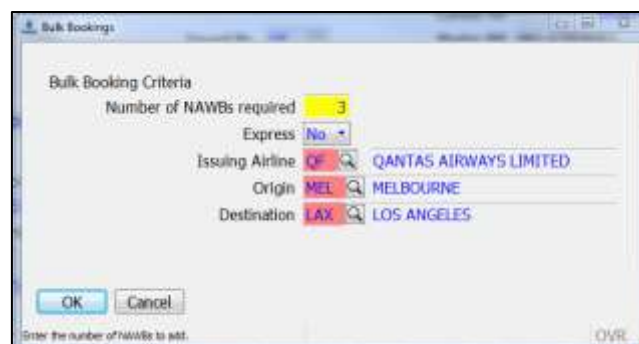 Bulk Bookings
Bulk Booking Criteria
Number of NAWBs required 3
Express No
Issuing Airline QF QANTAS AIRWAYS LIMITED
Origin MEL MELBOURNE
Destination LAX LOS ANGELES
OK Cancel
Enter the number of NAWBs to add. OVR